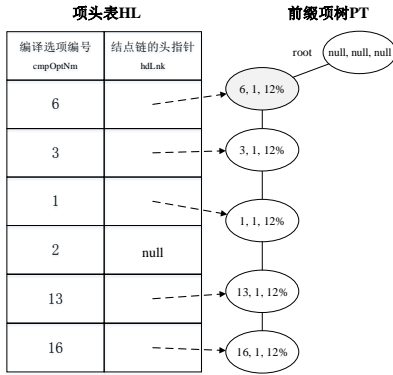 项头表HL
前缀项树PT
编译选项编号
cmpOptNm
结点链的头指针
hdLnk
root
null, null, null
6
6, 1, 12%
3
3, 1, 12%
1
1, 1, 12%
2
null
13
13, 1, 12%
16
16, 1, 12%